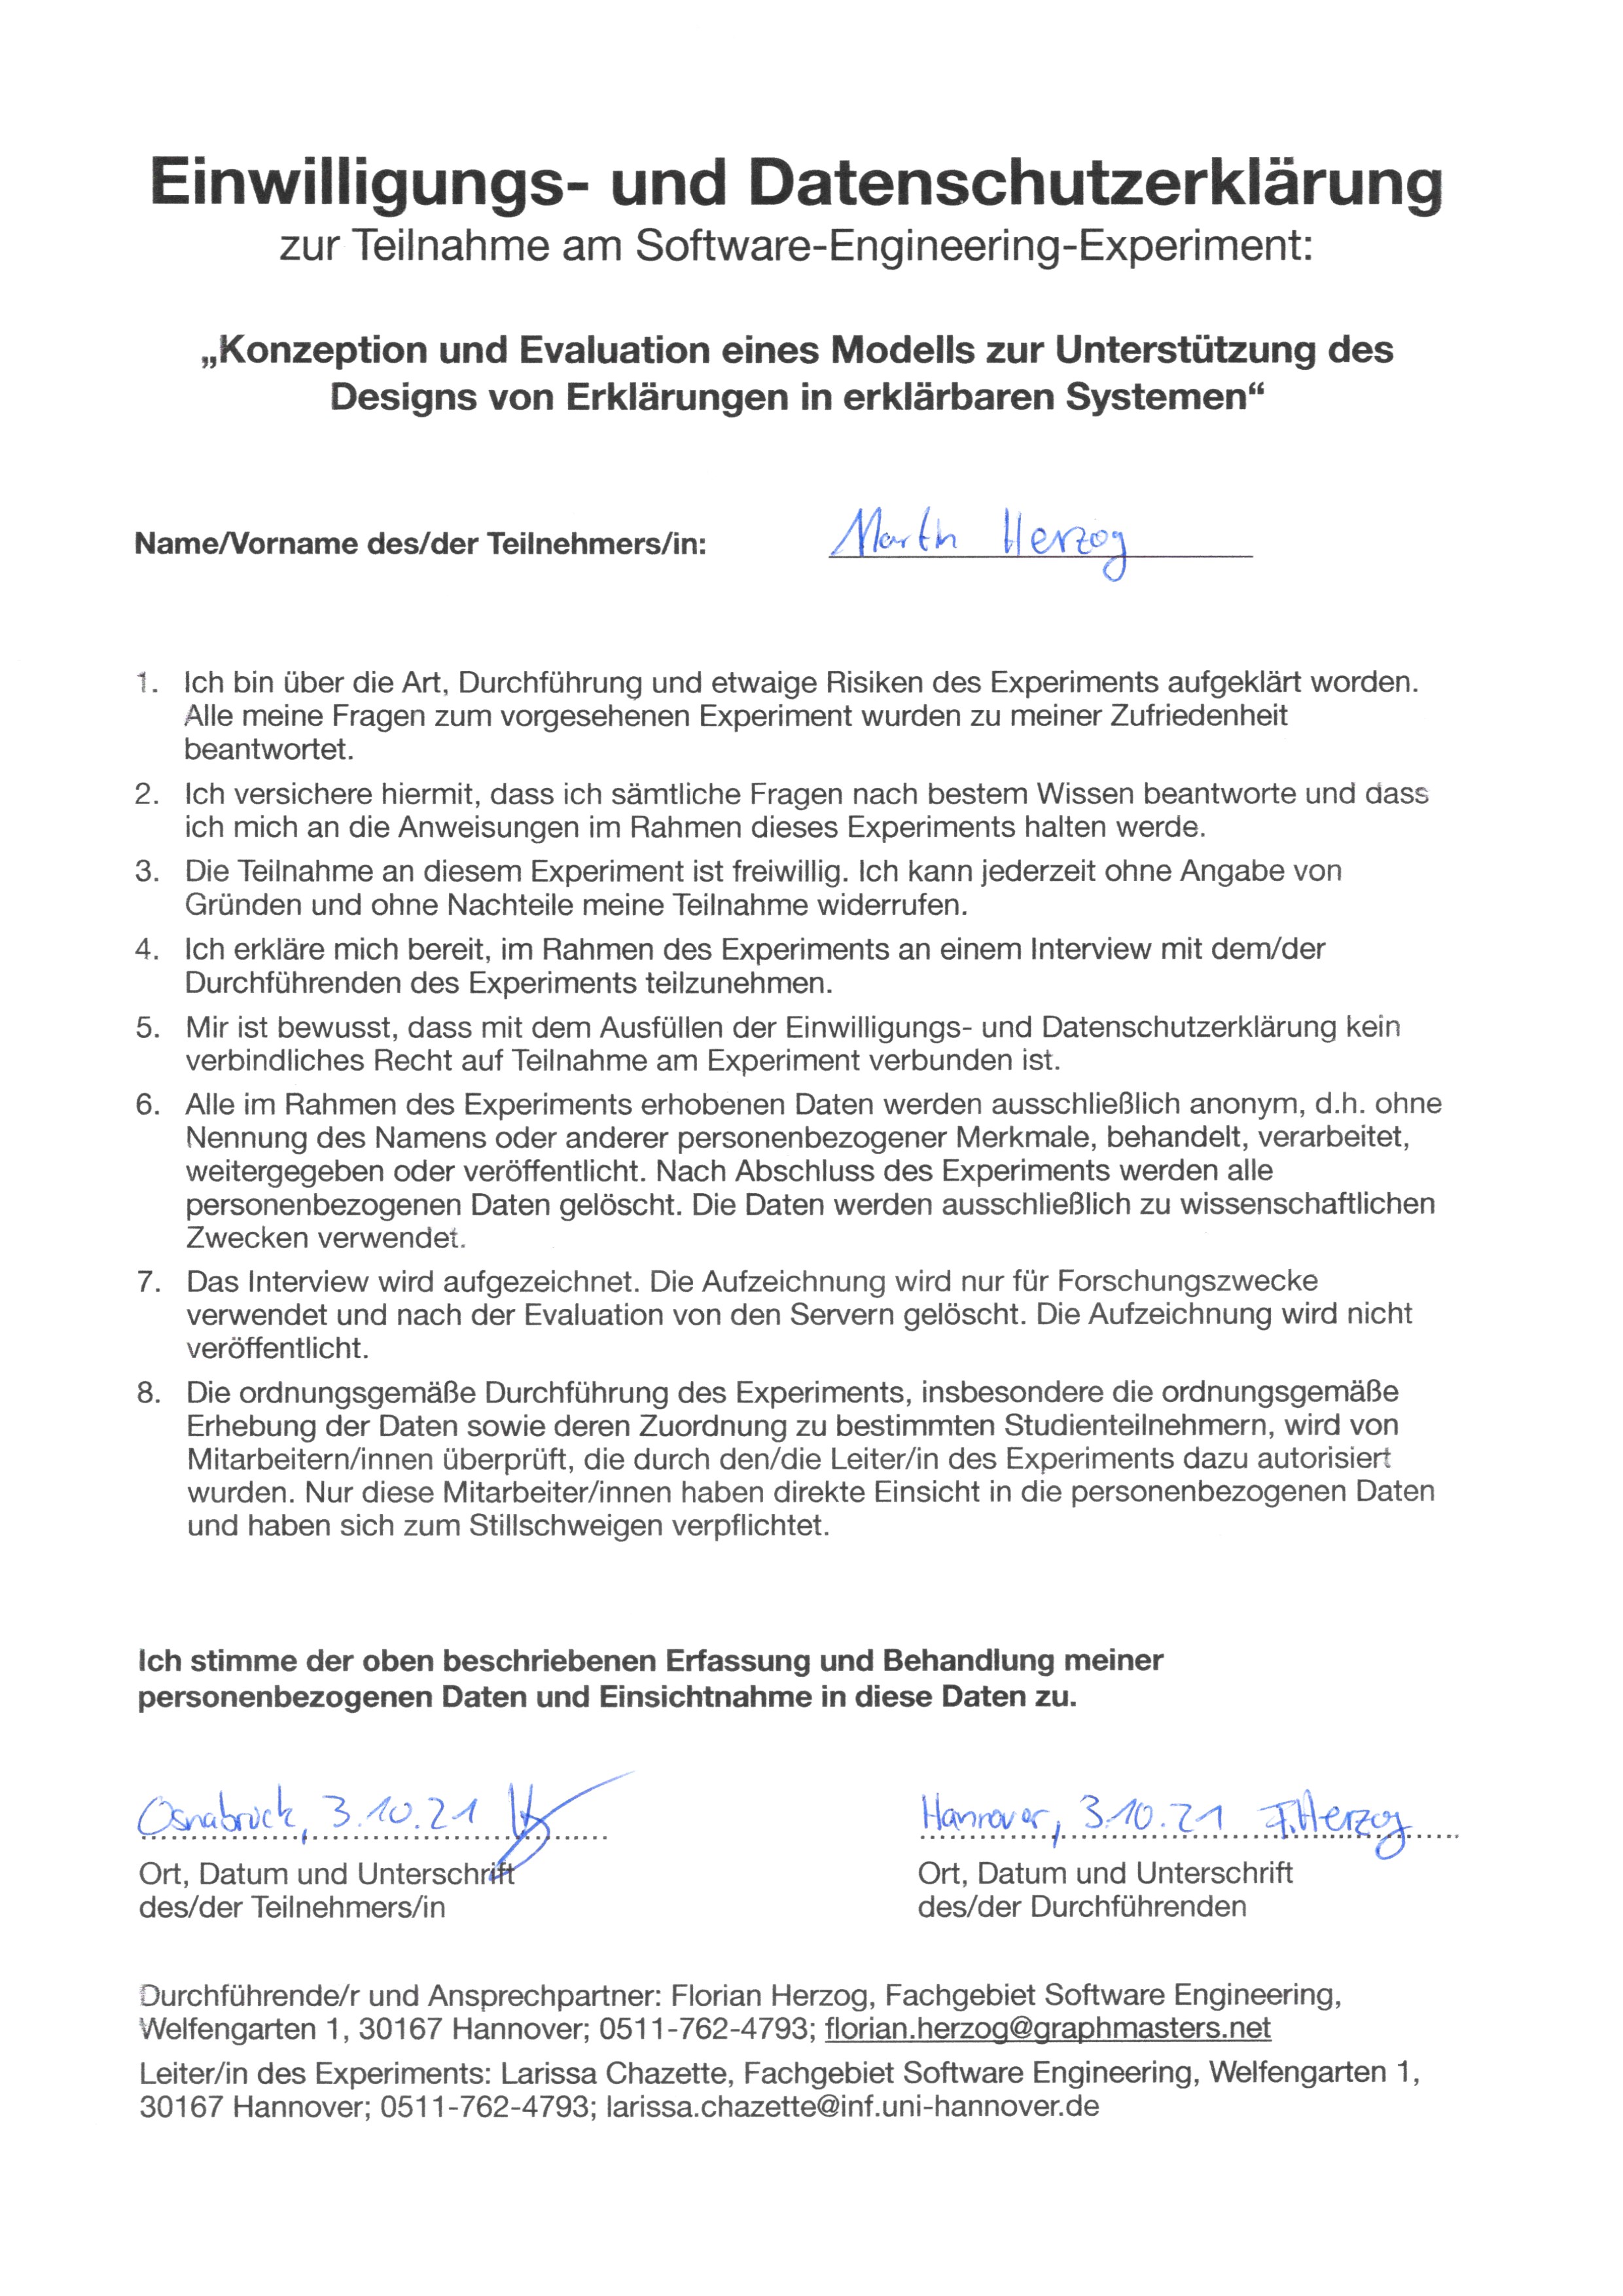 Einwilligungs- und Datenschutzerklärung
zur Teilnahme am Software-Engineering-Experiment:
„Konzeption und Evaluation eines Modells zur Unterstützung des
Designs von Erklärungen in erklärbaren Systemen“
Name/Vorname des/der Teilnehmers/in: Martin Herzog
1. Ich bin über die Art, Durchführung und etwaige Risiken des Experiments aufgeklärt worden.
Alle meine Fragen zum vorgesehenen Experiment wurden zu meiner Zufriedenheit
beantwortet.
2. Ich versichere hiermit, dass ich sämtliche Fragen nach bestem Wissen beantworte und dass
ich mich an die Anweisungen im Rahmen dieses Experiments halten werde.
3. Die Teilnahme an diesem Experiment ist freiwillig. Ich kann jederzeit ohne Angabe von
Gründen und ohne Nachteile meine Teilnahme widerrufen.
4. Ich erkläre mich bereit, im Rahmen des Experiments an einem Interview mit dem/der
Durchführenden des Experiments teilzunehmen.
5. Mir ist bewusst, dass mit dem Ausfüllen der Einwilligungs- und Datenschutzerklärung kein
verbindliches Recht auf Teilnahme am Experiment verbunden ist.
6. Alle im Rahmen des Experiments erhobenen Daten werden ausschließlich anonym, d.h. ohne
Nennung des Namens oder anderer personenbezogener Merkmale, behandelt, verarbeitet,
weitergegeben oder veröffentlicht. Nach Abschluss des Experiments werden alle
personenbezogenen Daten gelöscht. Die Daten werden ausschließlich zu wissenschaftlichen
Zwecken verwendet.
7. Das Interview wird aufgezeichnet. Die Aufzeichnung wird nur für Forschungszwecke
verwendet und nach der Evaluation von den Servern gelöscht. Die Aufzeichnung wird nicht
veröffentlicht.
8. Die ordnungsgemäße Durchführung des Experiments, insbesondere die ordnungsgemäße
Erhebung der Daten sowie deren Zuordnung zu bestimmten Studienteilnehmern, wird von
Mitarbeitern/innen überprüft, die durch den/die Leiter/in des Experiments dazu autorisiert
wurden. Nur diese Mitarbeiter/innen haben direkte Einsicht in die personenbezogenen Daten
und haben sich zum Stillschweigen verpflichtet.
Ich stimme der oben beschriebenen Erfassung und Behandlung meiner
personenbezogenen Daten und Einsichtnahme in diese Daten zu.
Osnabrück, 3.10.21
Ort, Datum und Unterschrift
des/der Teilnehmers/in
Hannover, 3.10.21 F. Herzog
Ort, Datum und Unterschrift
des/der Durchführenden
Durchführende/r und Ansprechpartner: Florian Herzog, Fachgebiet Software Engineering,
Welfengarten 1, 30167 Hannover; 0511-762-4793; florian.herzog@graphmasters.net
Leiter/in des Experiments: Larissa Chazette, Fachgebiet Software Engineering, Welfengarten 1,
30167 Hannover; 0511-762-4793; larissa.chazette@inf.uni-hannover.de